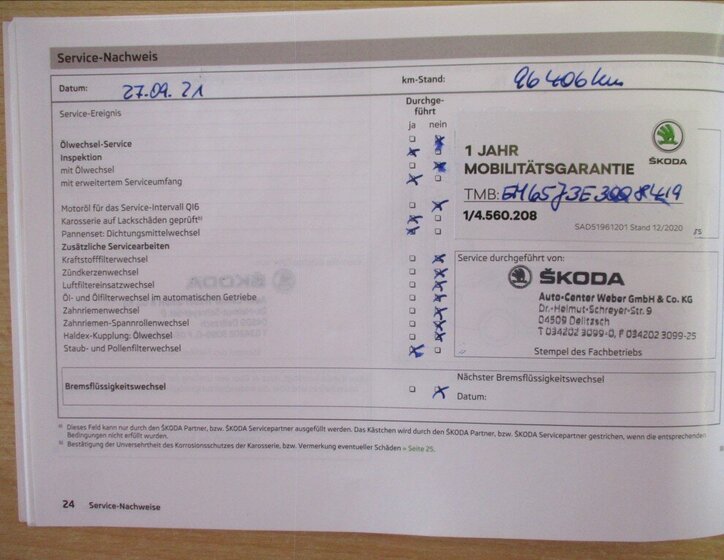 Service-Nachweis
Datum: 27.09.21 km-Stand: 96406 km
Service-Ereignis Durchge-
führt
ja nein
Ölwechsel-Service
Inspektion
mit Ölwechsel
mit erweitertem Serviceumfang
Motoröl für das Service-Intervall QI6
Karosserie auf Lackschäden geprüft
Pannenset: Dichtungsmittelwechsel
Zusätzliche Servicearbeiten
Kraftstofffilterwechsel
Zündkerzenwechsel
Luftfiltereinsatzwechsel
Öl- und Ölfilterwechsel im automatischen Getriebe
Zahnriemenwechsel
Zahnriemen-Spannrollenwechsel
Haldex-Kupplung: Ölwechsel
Staub- und Pollenfilterwechsel
ŠKODA
1 JAHR
MOBILITÄTSGARANTIE
TMB:
1/4.560.208
SAD51961201 Stand 12/2020
Service durchgeführt von:
ŠKODA
Auto-Center Weber GmbH & Co. KG
Dr.-Helmut-Schreyer-Str. 9
04509 Delitzsch
T 034202 3099-0, F 034202 3099-25
Stempel des Fachbetriebs
Bremsflüssigkeitswechsel
Nächster Bremsflüssigkeitswechsel
Datum:
Dieses Feld kann nur durch den ŠKODA Partner, bzw. ŠKODA Servicepartner ausgefüllt werden. Das Kästchen wird durch den ŠKODA Partner, bzw. ŠKODA Servicepartner gestrichen, wenn die entsprechenden
Bedingungen nicht erfüllt wurden.
Bestätigung der Unversehrtheit des Korrosionsschutzes der Karosserie, bzw. Vermerkung eventueller Schäden » Seite 25.
24 Service-Nachweise